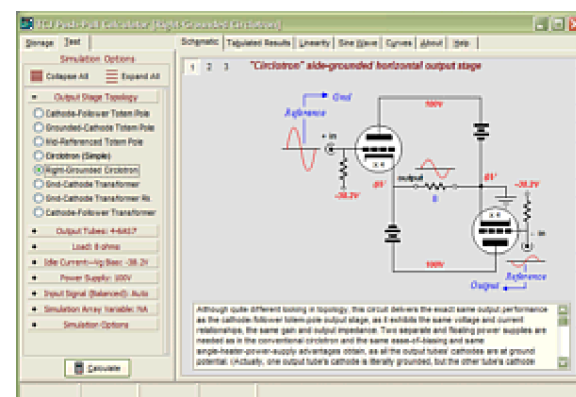 TCJ Push-Pull Calculator [Right-Grounded Circlotron]
Storage Test
Simulation Options
Collapse All Expand All
Output Stage Topology
Cathode-Follower Totem Pole
Grounded-Cathode Totem Pole
Mid-Referenced Totem Pole
Circlotron (Simple)
Right-Grounded Circlotron
Gnd-Cathode Transformer
Gnd-Cathode Transformer Rk
Cathode-Follower Transformer
Output Tubes: 4-6AS7
Load: 8 ohms
Idle Current--Vg Bias: -38.2V
Power Supply: 100V
Input Signal (Balanced): Auto
Simulation Array Variable: NA
Simulation Options
Calculate
Schematic Tabulated Results Linearity Sine Wave Curves About Help
1 2 3 "Circlotron" side-grounded horizontal output stage
Gnd
Reference
100V
+ in
x 4
output
0V
0V
-38.2V
-38.2V
8
x 4
- in
100V
Reference
Output
Although quite different looking in topology, this circuit delivers the exact same output performance
as the cathode-follower totem-pole output stage, as it exhibits the same voltage and current
relationships, the same gain and output impedance. Two separate and floating power supplies are
needed as in the conventional circlotron and the same ease-of-biasing and same
single-heater-power-supply advantages obtain, as all the output tubes' cathodes are at ground
potential. (Actually, one output tube's cathode is literally grounded, but the other tube's cathode